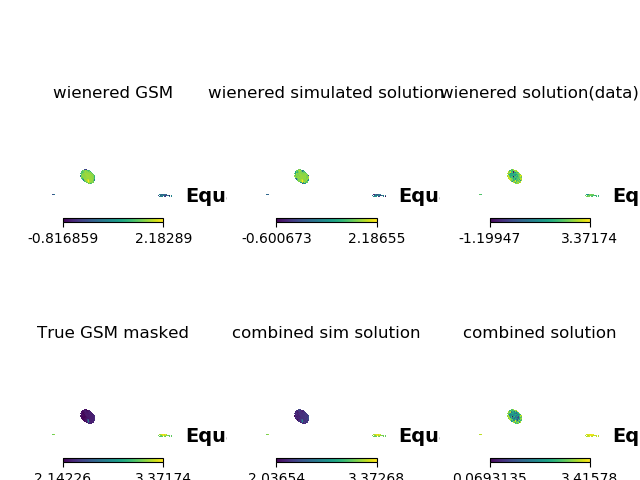 wienered GSM
wienered simulated solution
wienered solution(data)
Equ
Equ
Eq
-0.816859 2.18289
-0.600673 2.18655
-1.19947 3.37174
True GSM masked
combined sim solution
combined solution
Equ
Equ
Eq
2.14226 3.37174
2.03654 3.37268
0.0693135 3.41578